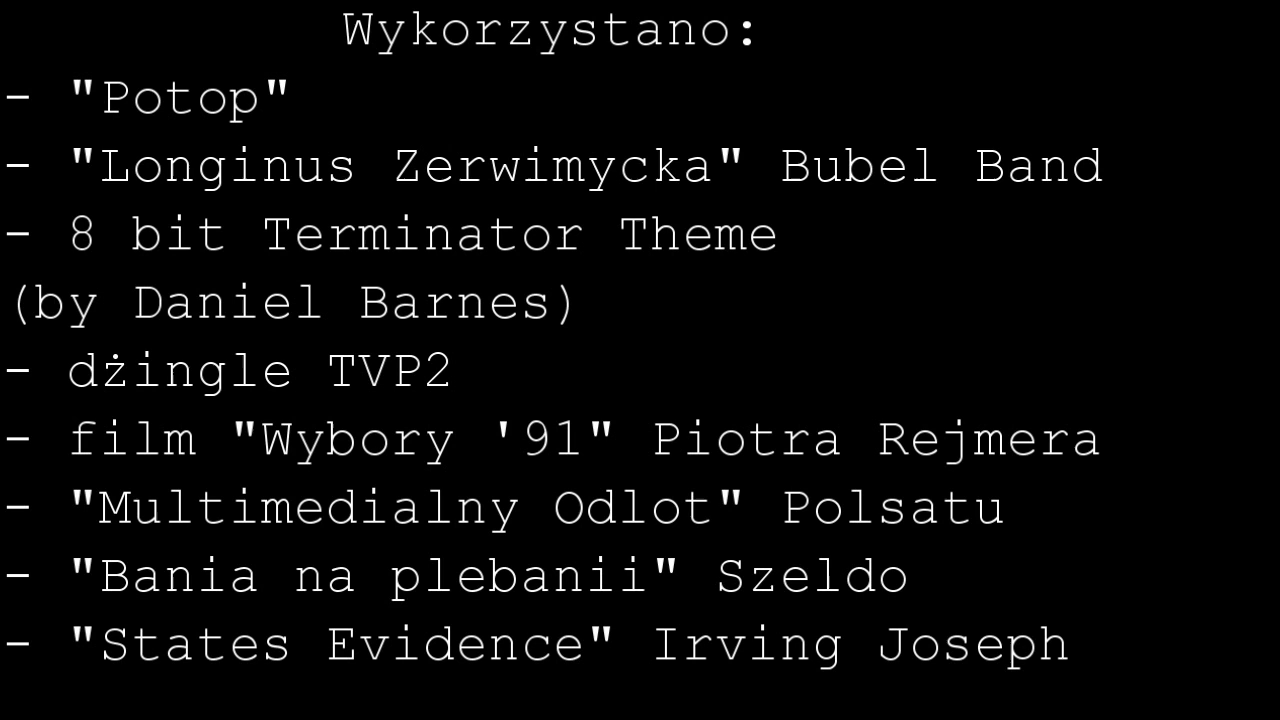 Wykorzystano:
- "Potop"
- "Longinus Zerwimycka" Bubel Band
- 8 bit Terminator Theme
(by Daniel Barnes)
- dżingle TVP2
- film "Wybory '91" Piotra Rejmera
- "Multimedialny Odlot" Polsatu
- "Bania na plebanii" Szeldo
- "States Evidence" Irving Joseph